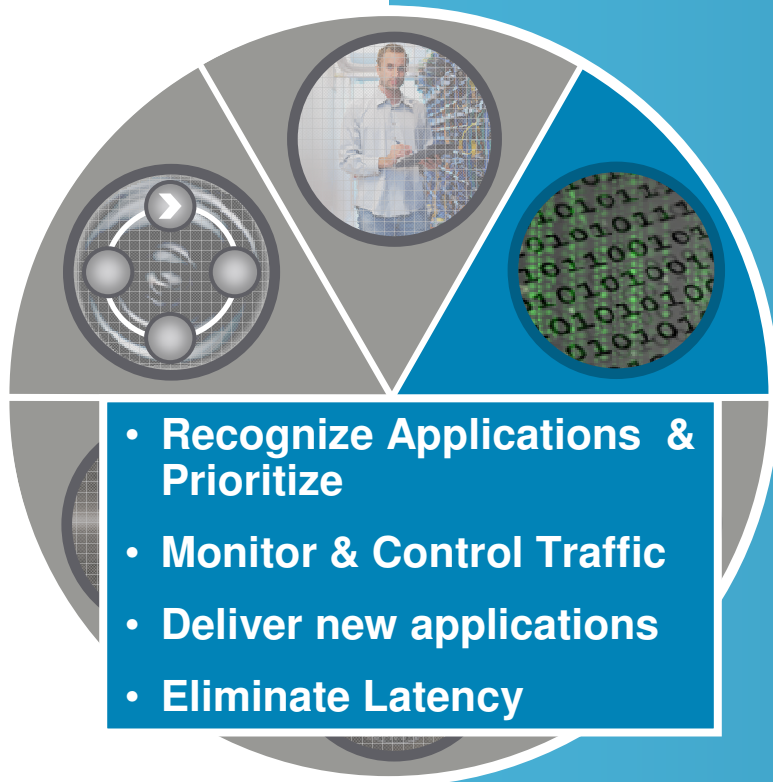 • Recognize Applications &
Prioritize
• Monitor & Control Traffic
• Deliver new applications
• Eliminate Latency